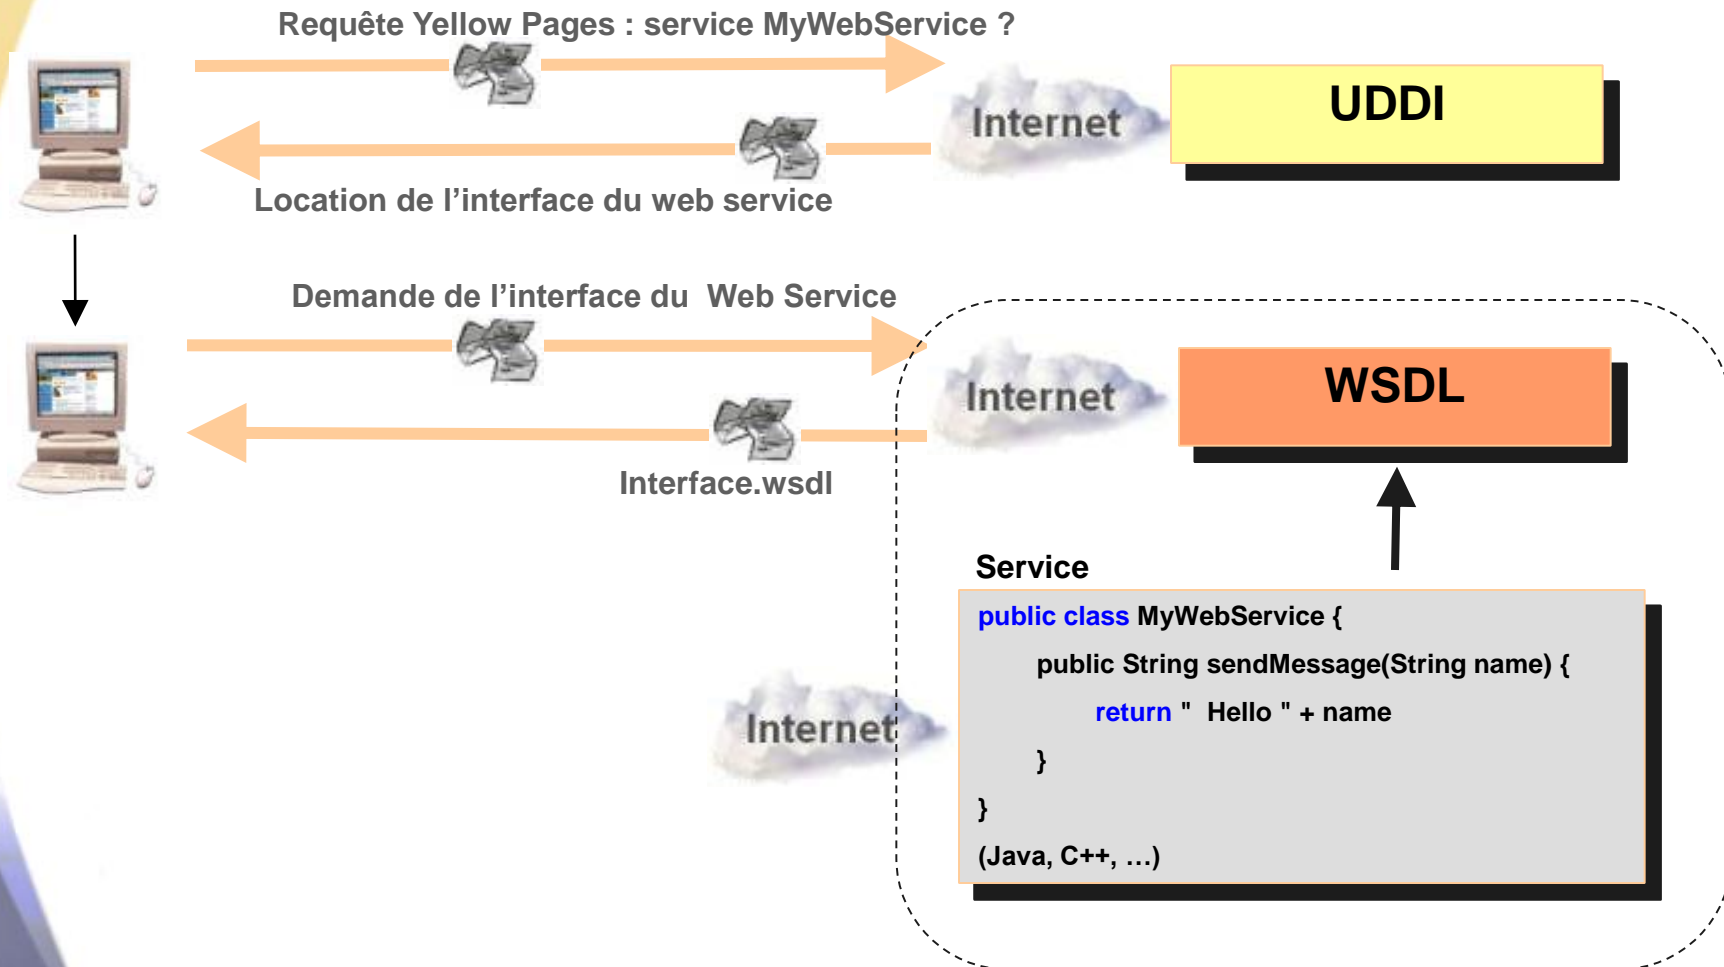 Requête Yellow Pages : service MyWebService ?
Internet
UDDI
Location de l’interface du web service
Demande de l’interface du  Web Service
Internet
WSDL
Interface.wsdl
Service
public class MyWebService {
public String sendMessage(String name) {
return "  Hello " + name
}
}
(Java, C++, …)
Internet